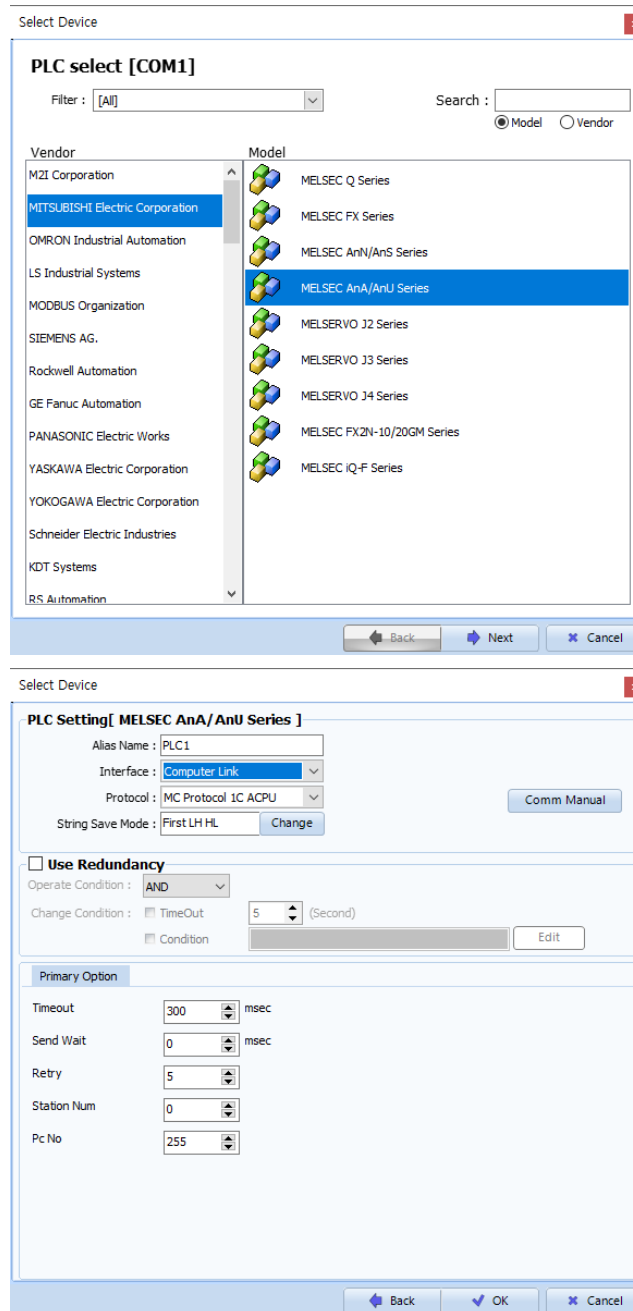 Select Device
PLC select [COM1]
Filter : [All]
Search :
Model Vendor
Vendor
M2I Corporation
MITSUBISHI Electric Corporation
OMRON Industrial Automation
LS Industrial Systems
MODBUS Organization
SIEMENS AG.
Rockwell Automation
GE Fanuc Automation
PANASONIC Electric Works
YASKAWA Electric Corporation
YOKOGAWA Electric Corporation
Schneider Electric Industries
KDT Systems
RS Automation
Model
MELSEC Q Series
MELSEC FX Series
MELSEC AnN/AnS Series
MELSEC AnA/AnU Series
MELSERVO J2 Series
MELSERVO J3 Series
MELSERVO J4 Series
MELSEC FX2N-10/20GM Series
MELSEC iQ-F Series
Back Next Cancel
Select Device
PLC Setting[ MELSEC AnA/AnU Series ]
Alias Name : PLC1
Interface : Computer Link
Protocol : MC Protocol 1C ACPU
Comm Manual
String Save Mode : First LH HL Change
Use Redundancy
Operate Condition : AND
Change Condition : TimeOut 5 (Second)
Condition Edit
Primary Option
Timeout 300 msec
Send Wait 0 msec
Retry 5
Station Num 0
Pc No 255
Back OK Cancel